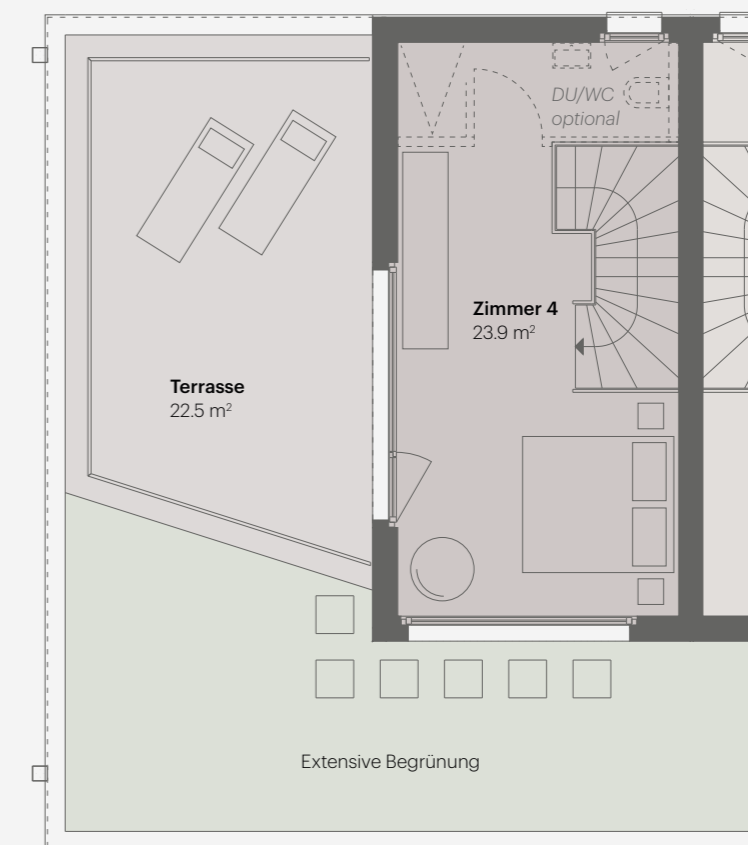 DU/WC
optional
Zimmer 4
23.9 m²
Terrasse
22.5 m²
Extensive Begrünung